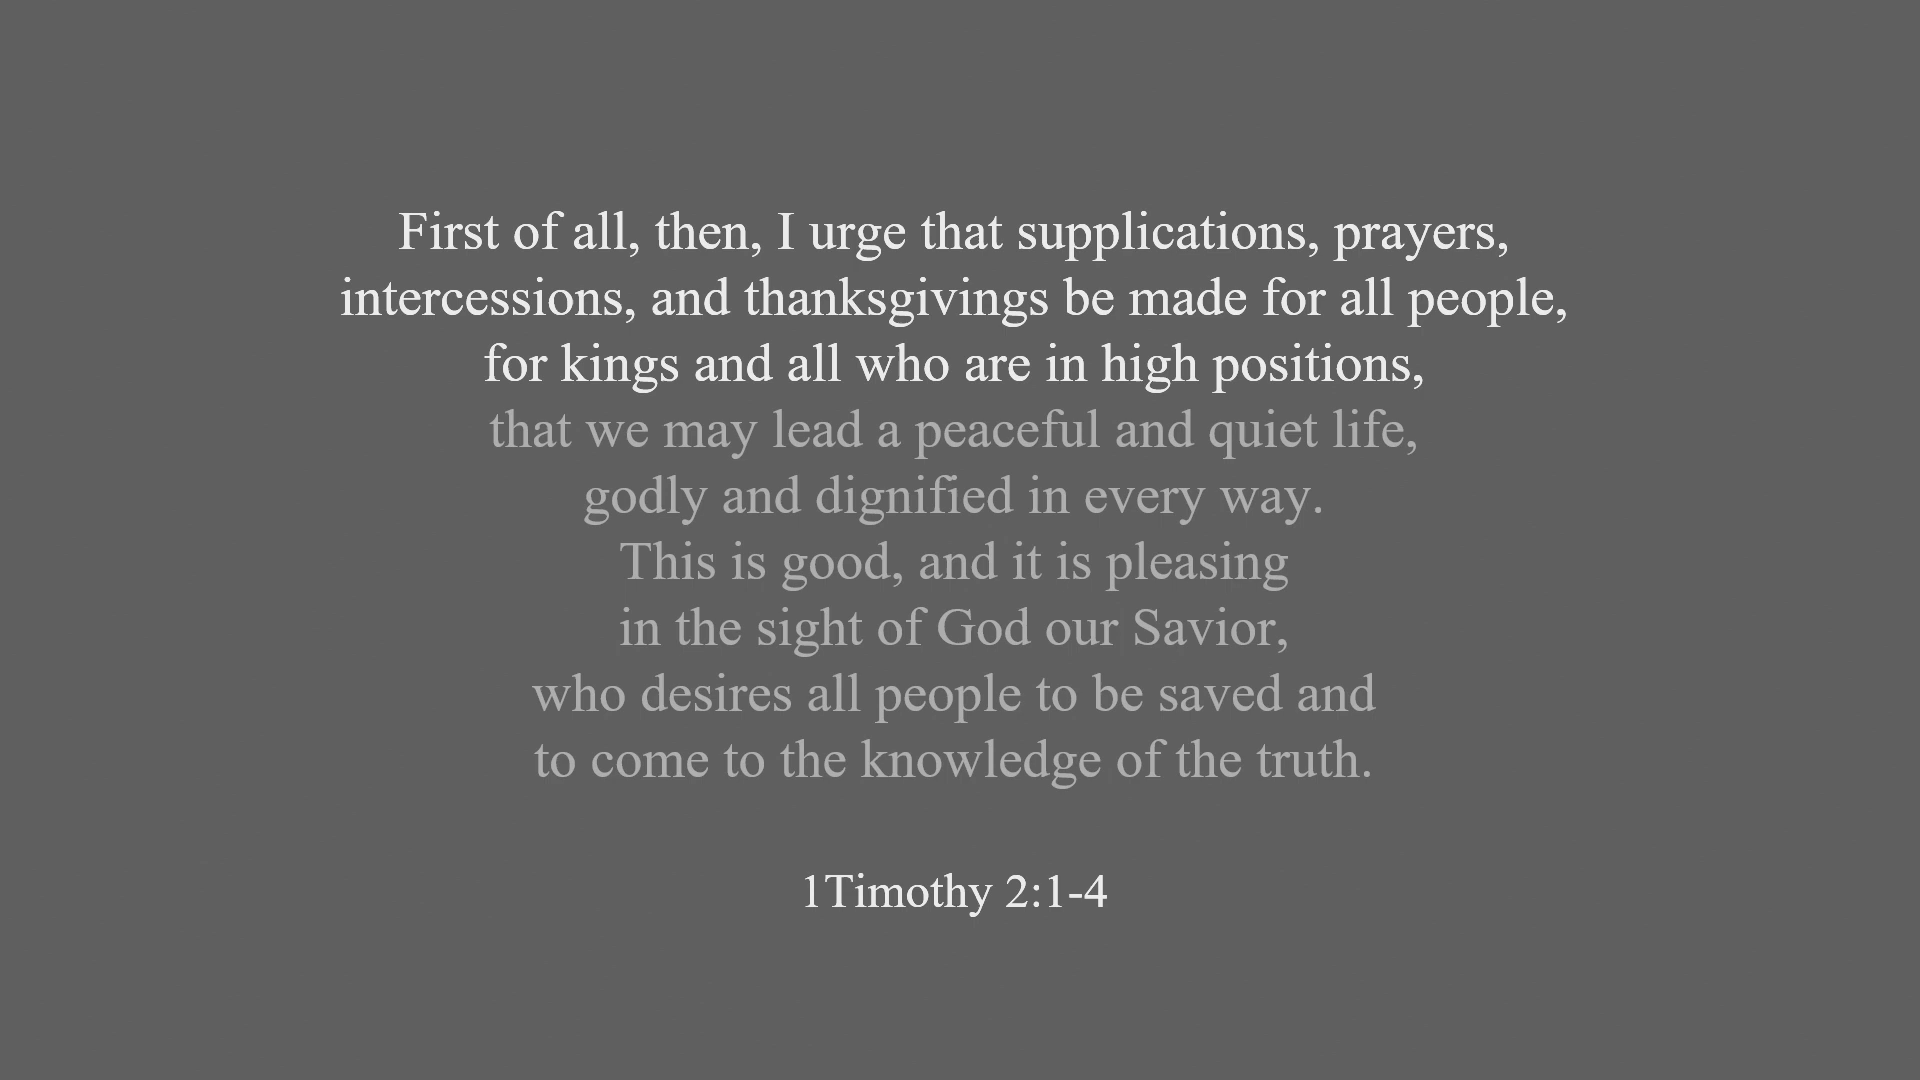 First of all, then, I urge that supplications, prayers,
intercessions, and thanksgivings be made for all people,
for kings and all who are in high positions,
that we may lead a peaceful and quiet life,
godly and dignified in every way.
This is good, and it is pleasing
in the sight of God our Savior,
who desires all people to be saved and
to come to the knowledge of the truth.
1Timothy 2:1-4